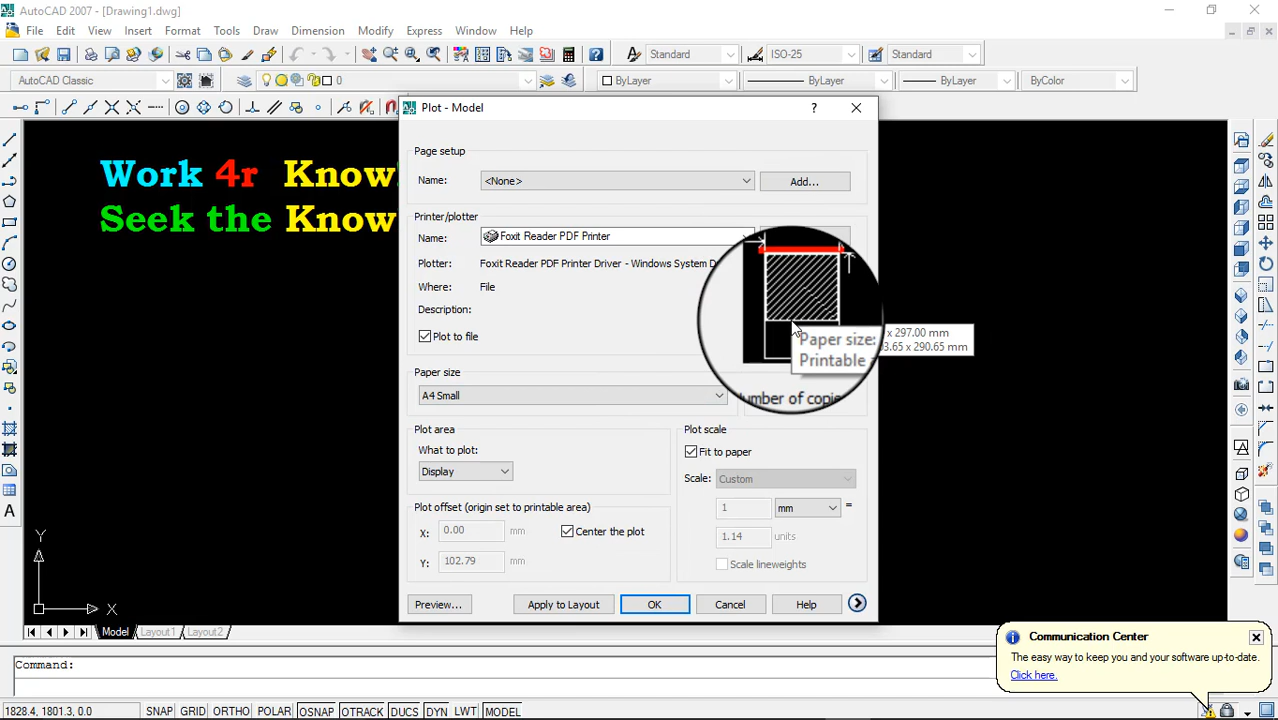 AutoCAD 2007 - [Drawing1.dwg]
File Edit View Insert Format Tools Draw Dimension Modify Express Window Help
Standard ISO-25 Standard
AutoCAD Classic 0 ByLayer ByLayer ByLayer ByColor
Plot - Model
Work 4r Know
Seek the Know
Page setup
Name: <None> Add...
Printer/plotter
Name: Foxit Reader PDF Printer
Plotter: Foxit Reader PDF Printer Driver - Windows System D
Where: File
Description:
Plot to file
Paper size: x 297.00 mm
Printable 3.65 x 290.65 mm
Paper size
A4 Small
umber of copie
Plot area
What to plot:
Display
Plot scale
Fit to paper
Scale: Custom
1 mm =
1.14 units
Scale lineweights
Plot offset (origin set to printable area)
X: 0.00 mm Center the plot
Y: 102.79 mm
Preview... Apply to Layout OK Cancel Help
Y
X
Model Layout1 Layout2
Command:
Communication Center
The easy way to keep you and your software up-to-date.
Click here.
1828.4, 1801.3, 0.0 SNAP GRID ORTHO POLAR OSNAP OTRACK DUCS DYN LWT MODEL